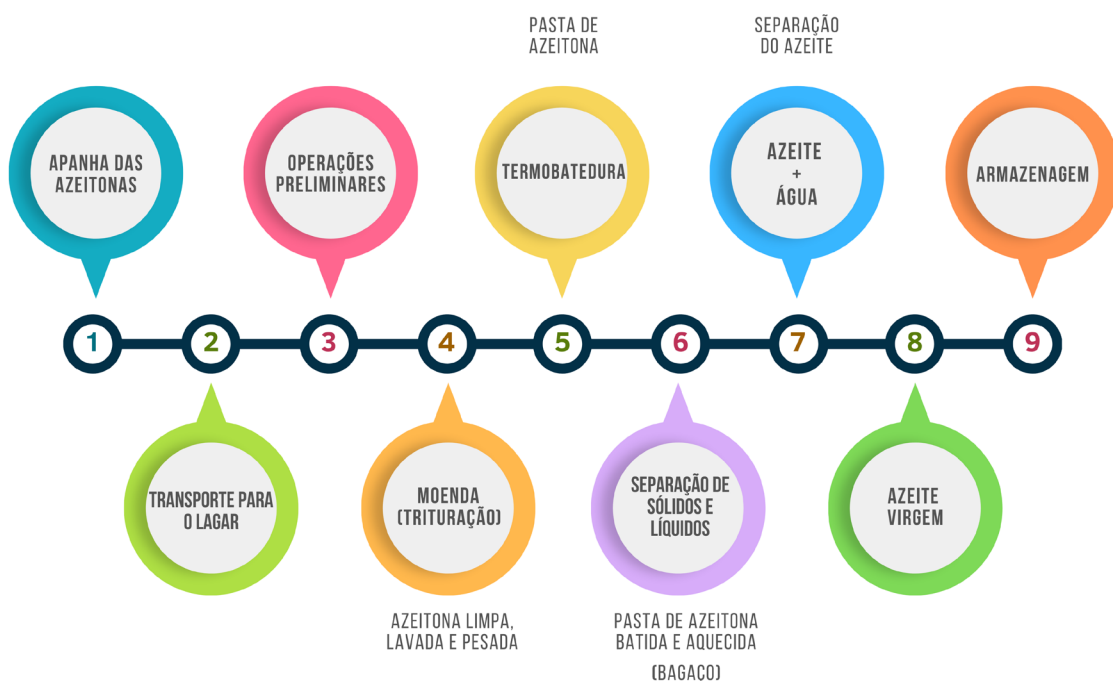 PASTA DE
AZEITONA
SEPARAÇÃO
DO AZEITE
APANHA DAS
AZEITONAS
OPERAÇÕES
PRELIMINARES
TERMOBATEDURA
AZEITE
+
ÁGUA
ARMAZENAGEM
1
2
3
4
5
6
7
8
9
TRANSPORTE PARA
O LAGAR
MOENDA
(TRITURAÇÃO)
SEPARAÇÃO DE
SÓLIDOS E
LÍQUIDOS
AZEITE
VIRGEM
AZEITONA LIMPA,
LAVADA E PESADA
PASTA DE AZEITONA
BATIDA E AQUECIDA
(BAGAÇO)